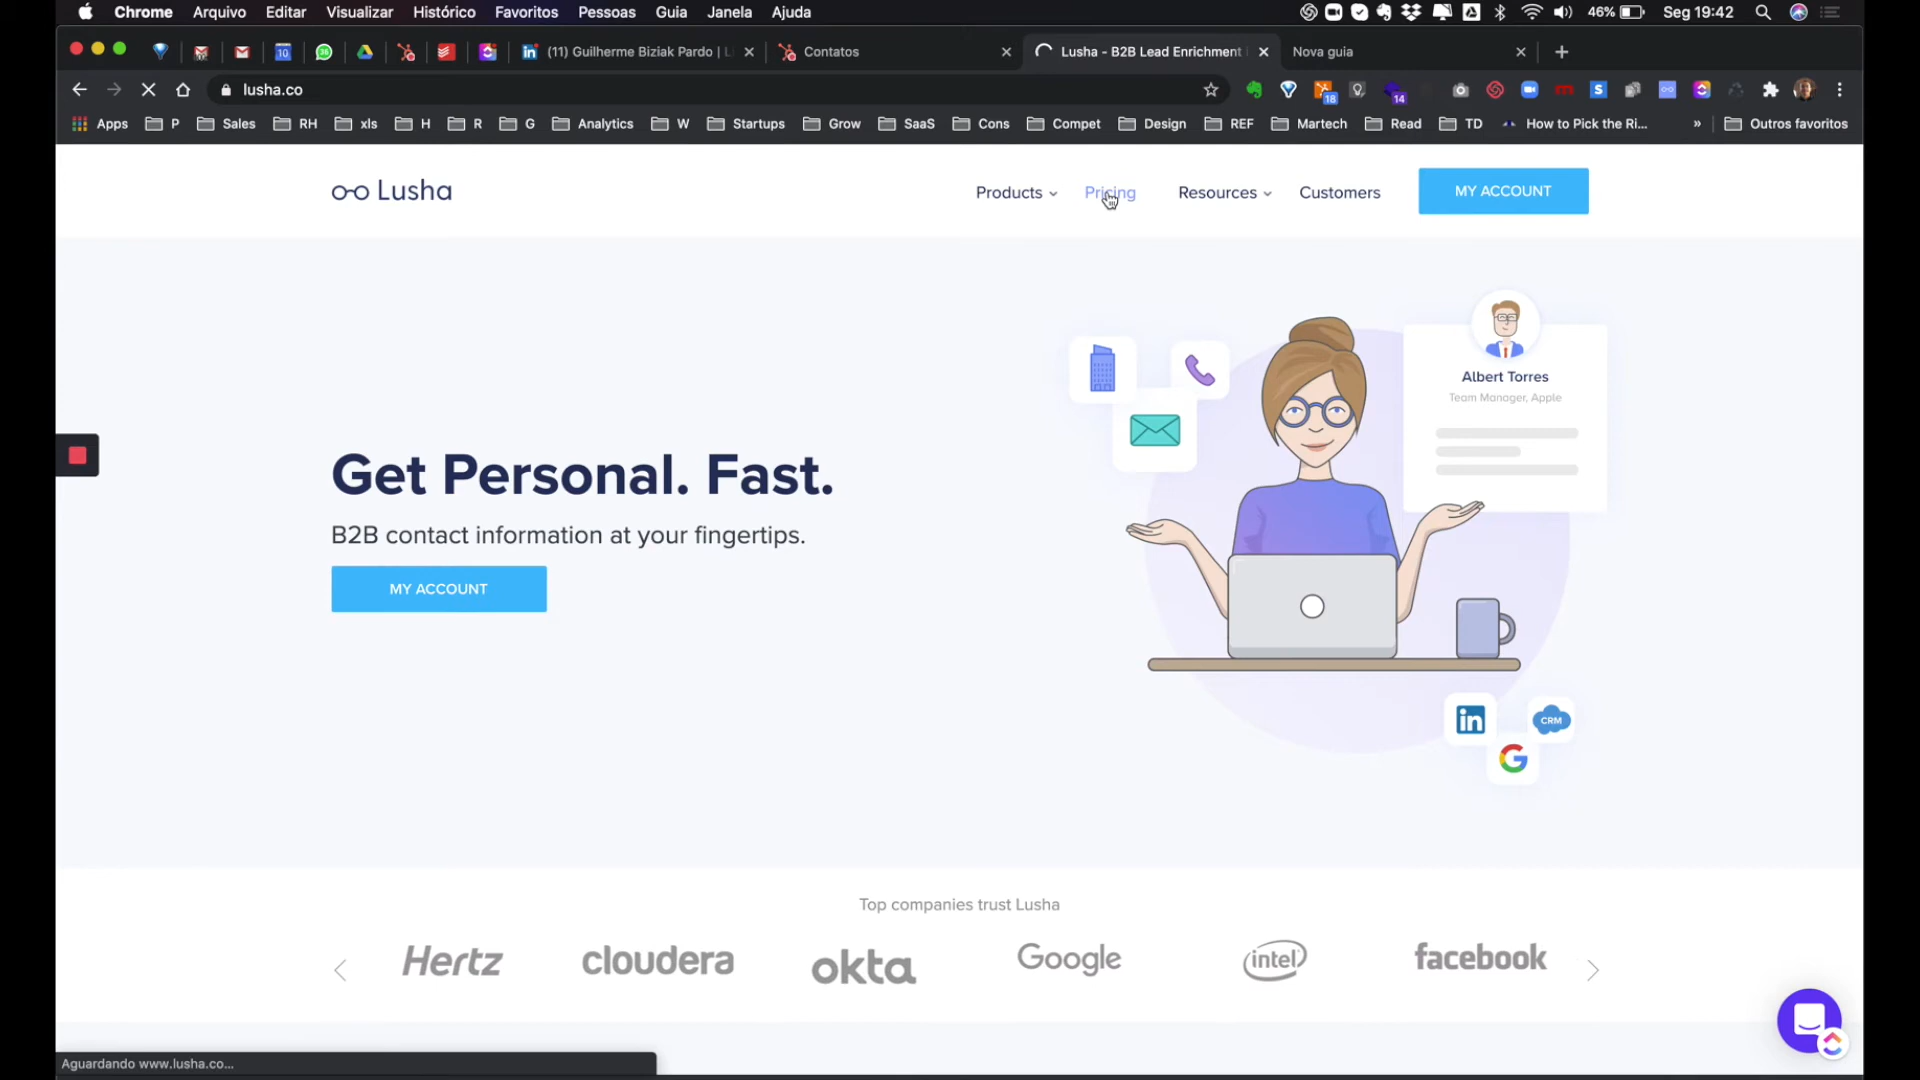 Chrome Arquivo Editar Visualizar Histórico Favoritos Pessoas Guia Janela Ajuda 46% Seg 19:42
10 (11) Guilherme Biziak Pardo | Contatos Lusha - B2B Lead Enrichment Nova guia
lusha.co 18 14
Apps P Sales RH xls H R G Analytics W Startups Grow SaaS Cons Compet Design REF Martech Read TD How to Pick the Ri... » Outros favoritos
Lusha Products Pricing Resources Customers MY ACCOUNT
Albert Torres
Team Manager, Apple
Get Personal. Fast.
B2B contact information at your fingertips.
MY ACCOUNT
in CRM
G
Top companies trust Lusha
Hertz cloudera okta Google intel facebook
Aguardando www.lusha.co...